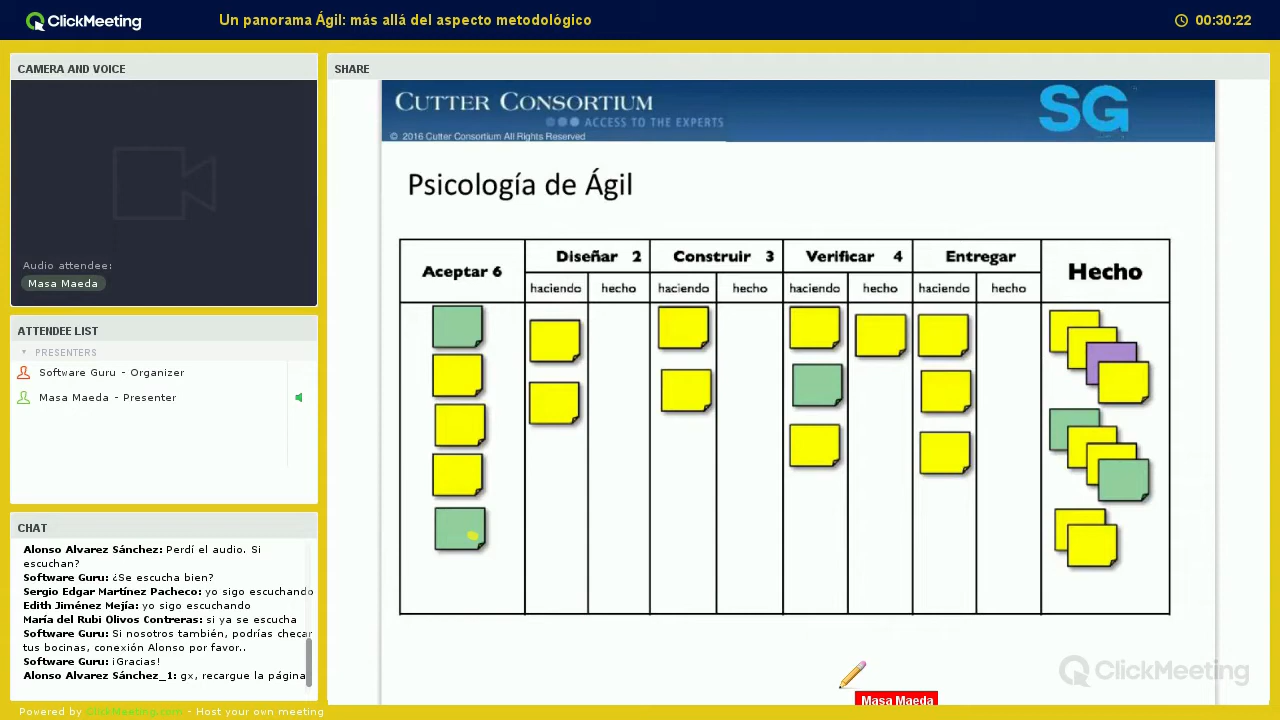 ClickMeeting
Un panorama Ágil: más allá del aspecto metodológico
00:30:22
CAMERA AND VOICE
Audio attendee:
Masa Maeda
ATTENDEE LIST
PRESENTERS
Software Guru - Organizer
Masa Maeda - Presenter
CHAT
Alonso Alvarez Sánchez: Perdí el audio. Si
escuchan?
Software Guru: ¿Se escucha bien?
Sergio Edgar Martínez Pacheco: yo sigo escuchando
Edith Jiménez Mejía: yo sigo escuchando
María del Rubi Olivos Contreras: si ya se escucha
Software Guru: Si nosotros también, podrías checar
tus bocinas, conexión Alonso por favor..
Software Guru: ¡Gracias!
Alonso Alvarez Sánchez_1: gx, recargue la página
Powered by ClickMeeting.com - Host your own meeting
SHARE
CUTTER CONSORTIUM
ACCESS TO THE EXPERTS
© 2016 Cutter Consortium All Rights Reserved
SG
Psicología de Ágil
Aceptar 6
Diseñar 2
Construir 3
Verificar 4
Entregar
Hecho
haciendo
hecho
haciendo
hecho
haciendo
hecho
haciendo
hecho
ClickMeeting
Masa Maeda